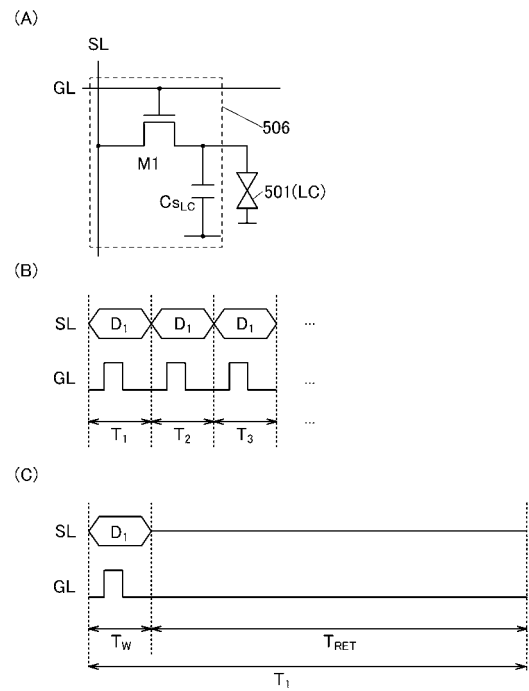 (A)
SL
GL
506
M1
CSLC
501(LC)
(B)
SL D1 D1 D1 ...
GL ...
T1 T2 T3 ...
(C)
SL D1
GL
TW TRET
T1